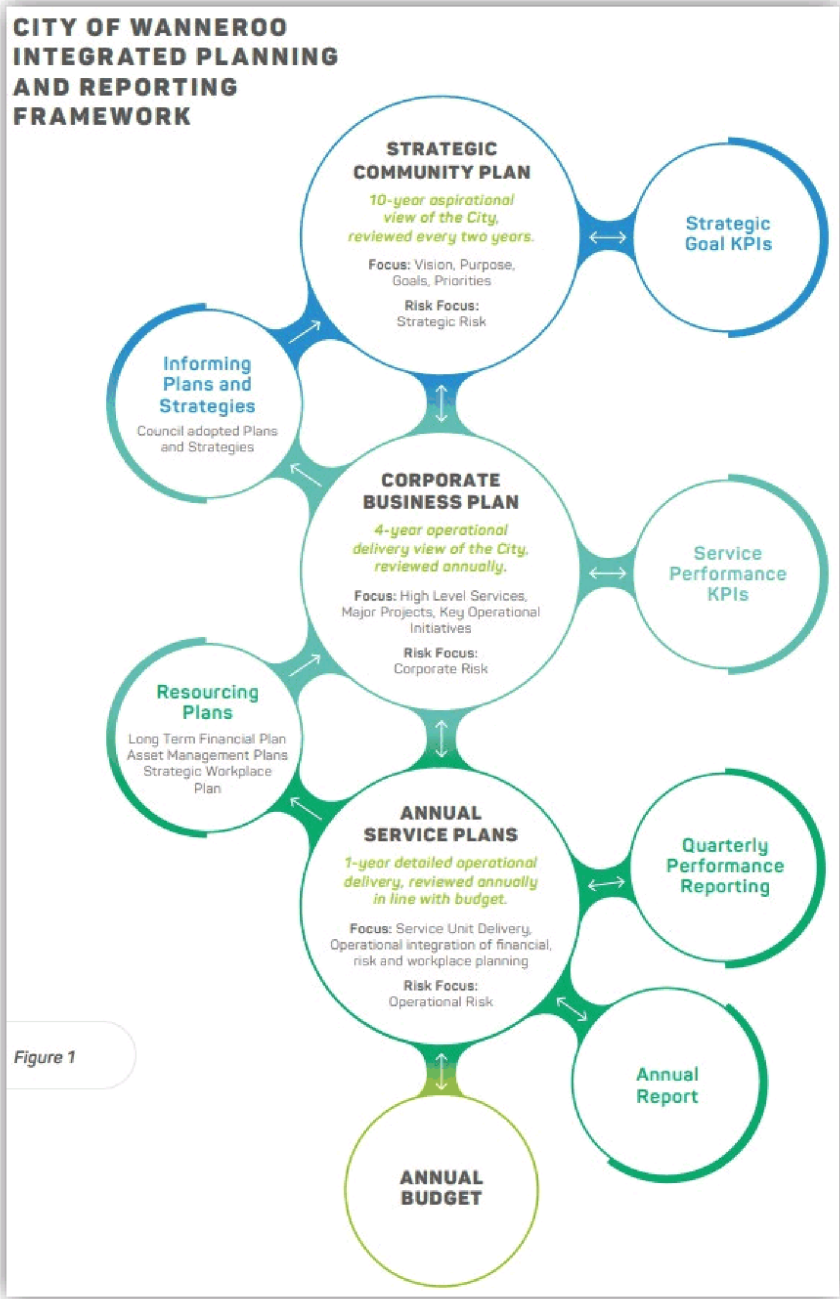 CITY OF WANNEROO
INTEGRATED PLANNING
AND REPORTING
FRAMEWORK
STRATEGIC
COMMUNITY PLAN
10-year aspirational
view of the City,
reviewed every two years.
Focus: Vision, Purpose,
Goals, Priorities
Risk Focus:
Strategic Risk
Strategic
Goal KPIs
Informing
Plans and
Strategies
Council adopted Plans
and Strategies
CORPORATE
BUSINESS PLAN
4-year operational
delivery view of the City,
reviewed annually.
Focus: High Level Services,
Major Projects, Key Operational
Initiatives
Risk Focus:
Corporate Risk
Service
Performance
KPIs
Resourcing
Plans
Long Term Financial Plan
Asset Management Plans
Strategic Workplace
Plan
ANNUAL
SERVICE PLANS
1-year detailed operational
delivery, reviewed annually
in line with budget.
Focus: Service Unit Delivery,
Operational integration of financial,
risk and workplace planning
Risk Focus:
Operational Risk
Quarterly
Performance
Reporting
Annual
Report
Figure 1
ANNUAL
BUDGET